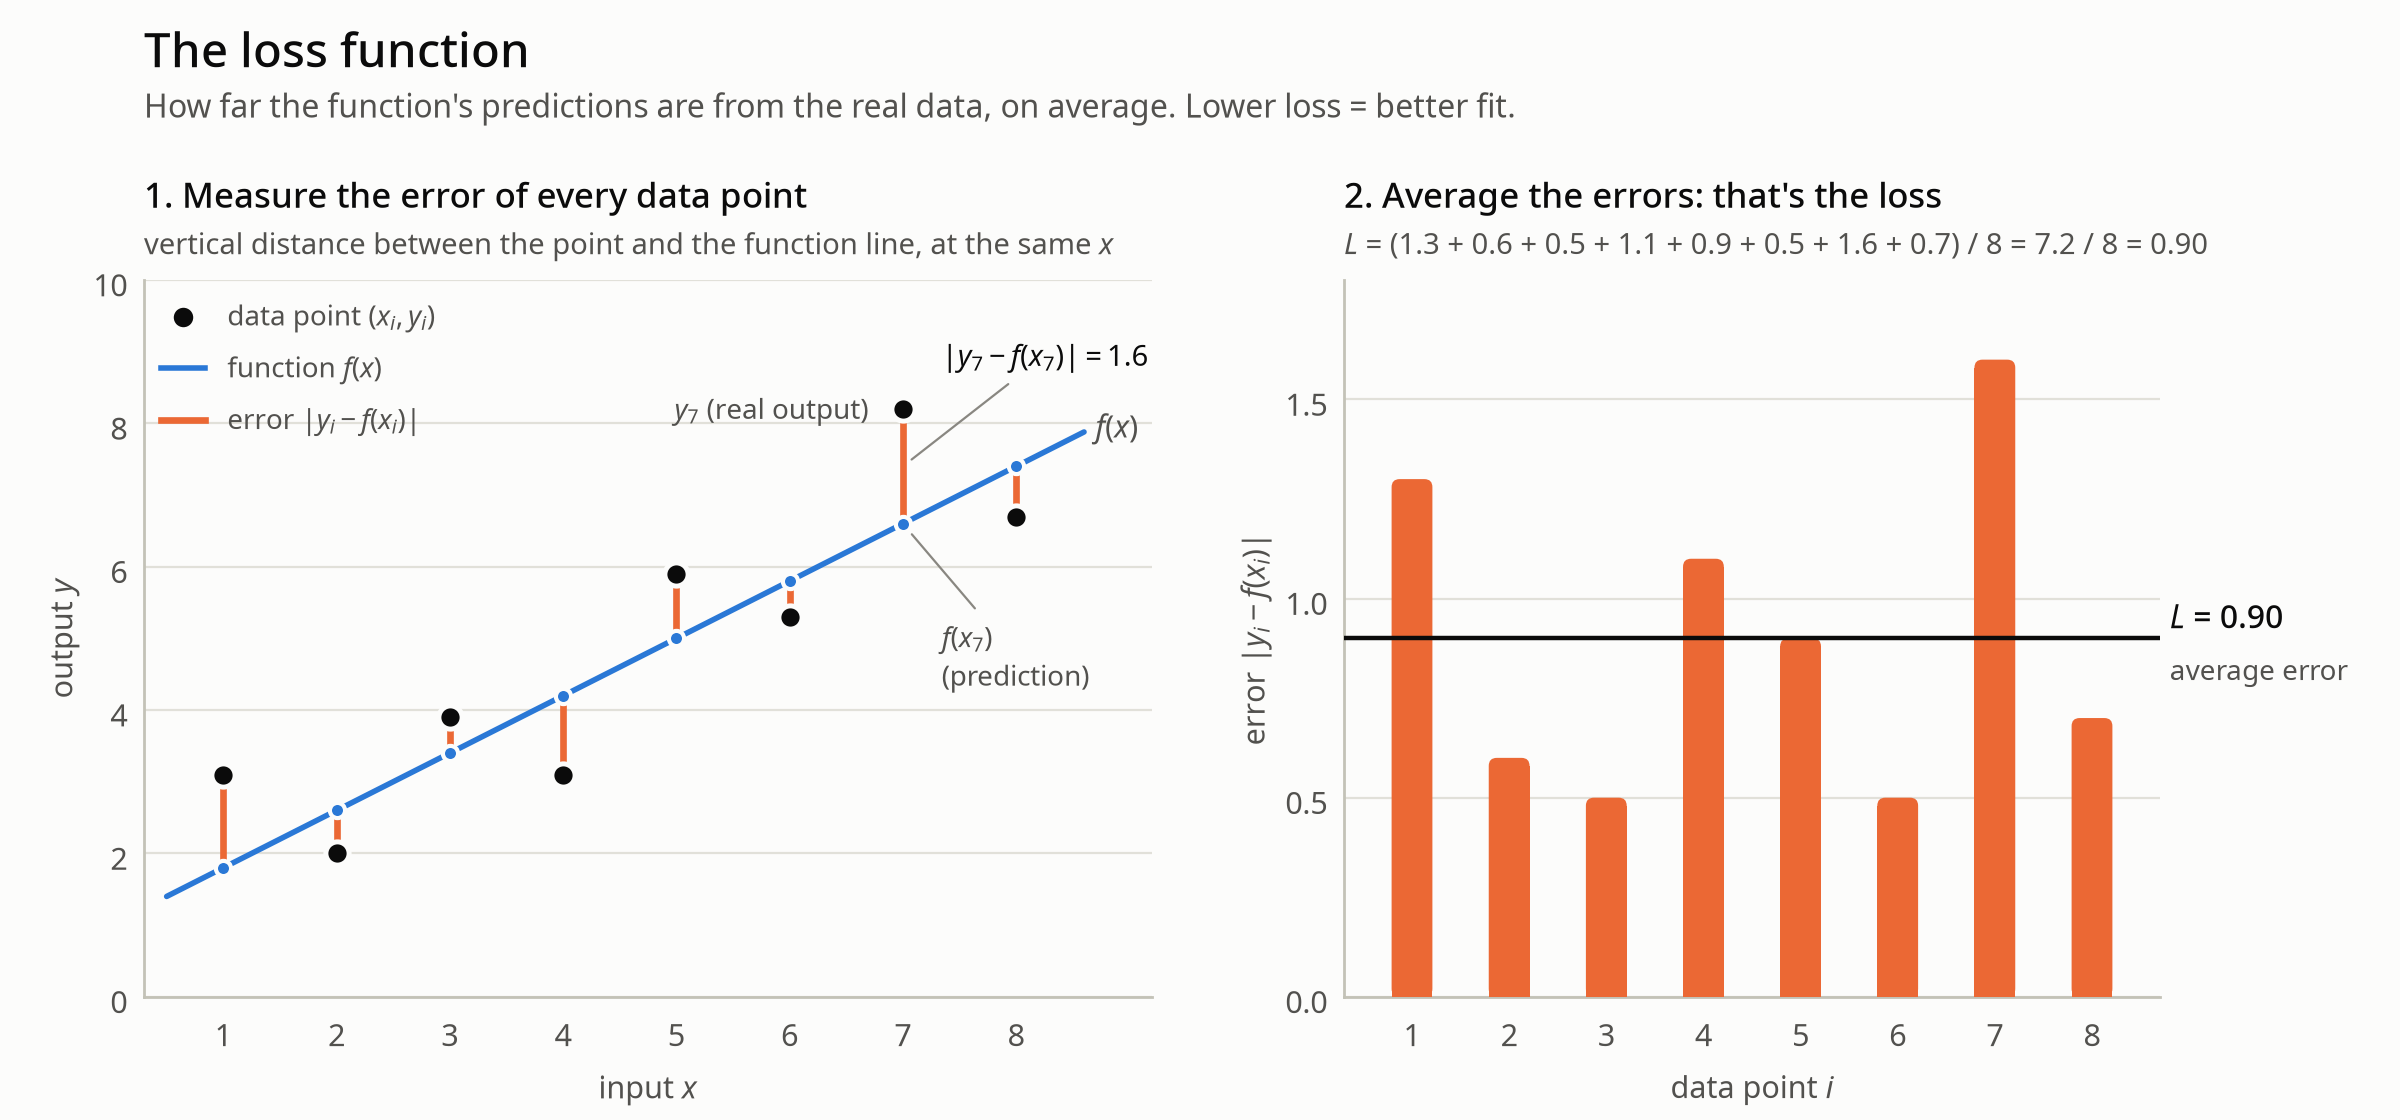 The loss function
How far the function's predictions are from the real data, on average. Lower loss = better fit.
1. Measure the error of every data point
vertical distance between the point and the function line, at the same x
10
8
6
4
2
0
output y
data point (xᵢ, yᵢ)
function f(x)
error |yᵢ − f(xᵢ)|
|y₇ − f(x₇)| = 1.6
y₇ (real output)
f(x)
f(x₇)
(prediction)
1 2 3 4 5 6 7 8
input x
2. Average the errors: that's the loss
L = (1.3 + 0.6 + 0.5 + 1.1 + 0.9 + 0.5 + 1.6 + 0.7) / 8 = 7.2 / 8 = 0.90
1.5
1.0
0.5
0.0
error |yᵢ − f(xᵢ)|
L = 0.90
average error
1 2 3 4 5 6 7 8
data point i